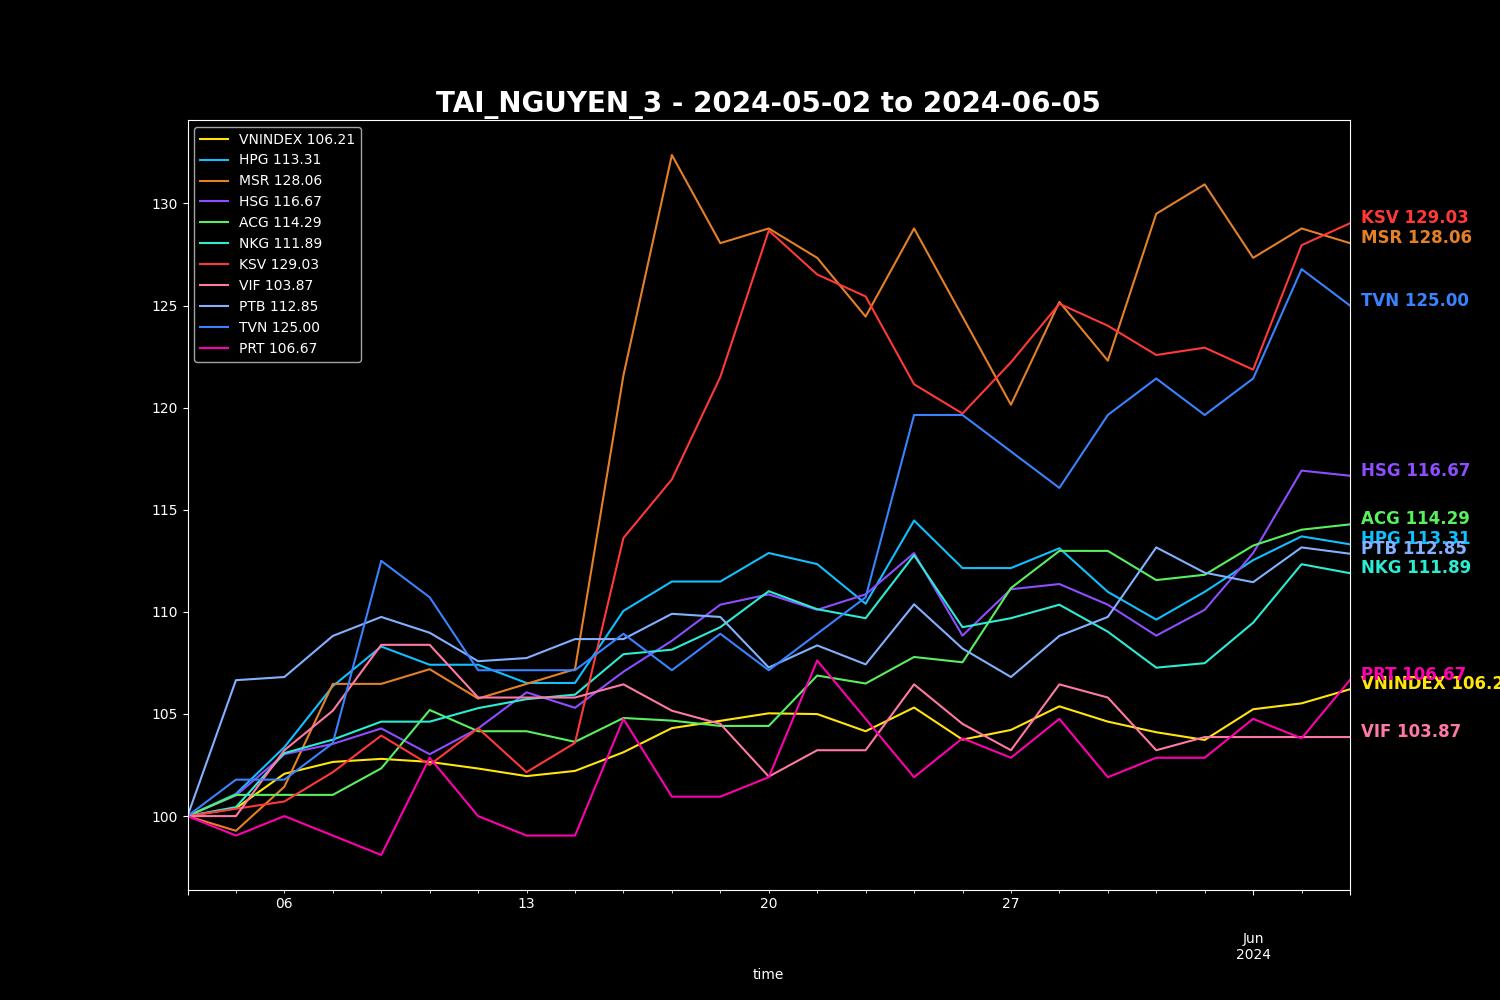 TAI_NGUYEN_3 - 2024-05-02 to 2024-06-05
VNINDEX 106.21
HPG 113.31
MSR 128.06
HSG 116.67
ACG 114.29
NKG 111.89
KSV 129.03
VIF 103.87
PTB 112.85
TVN 125.00
PRT 106.67
130
125
120
115
110
105
100
KSV 129.03
MSR 128.06
TVN 125.00
HSG 116.67
ACG 114.29
HPG 113.31
PTB 112.85
NKG 111.89
PRT 106.67
VNINDEX 106.2
VIF 103.87
06
13
20
27
Jun
2024
time